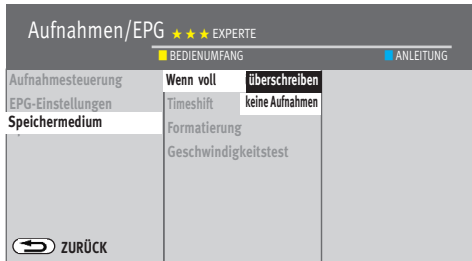 Aufnahmen/EPG ★ ★ ★ EXPERTE
BEDIENUMFANG ANLEITUNG
Aufnahmesteuerung Wenn voll überschreiben
EPG-Einstellungen Timeshift keine Aufnahmen
Speichermedium Formatierung
Geschwindigkeitstest
ZURÜCK